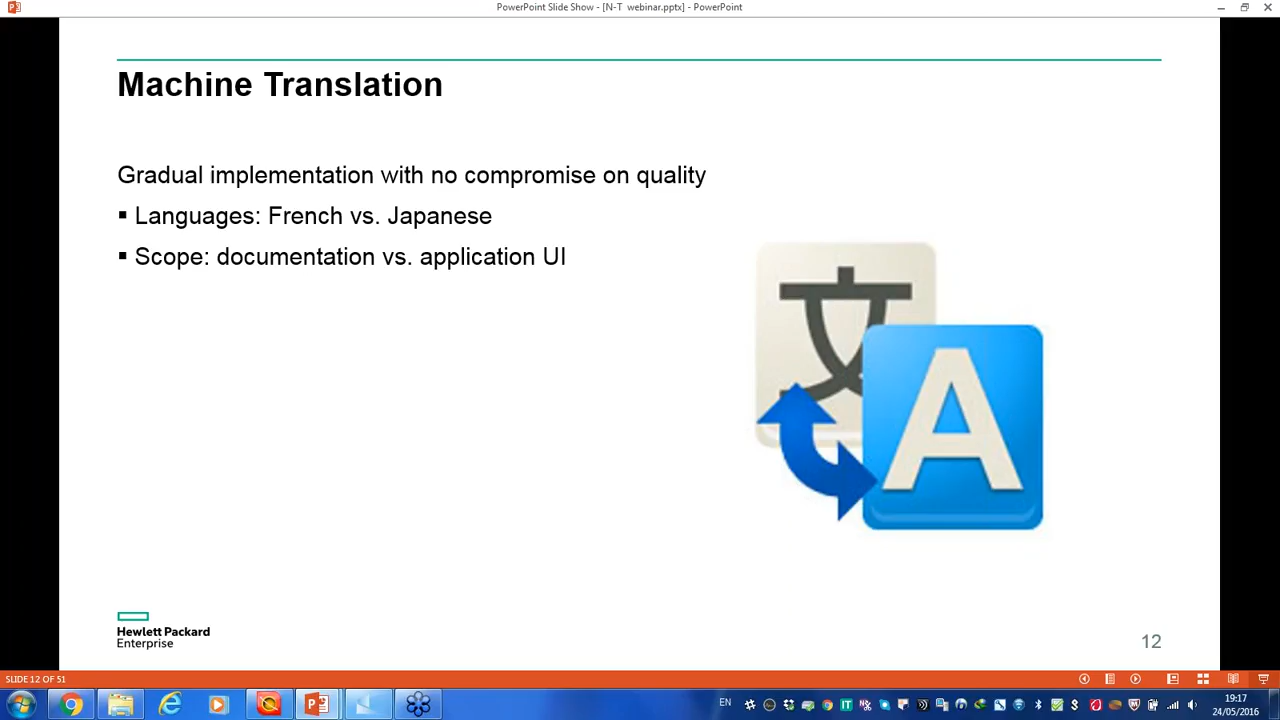 PowerPoint Slide Show - [N-T webinar.pptx] - PowerPoint
Machine Translation
Gradual implementation with no compromise on quality
▪ Languages: French vs. Japanese
▪ Scope: documentation vs. application UI
文
A
Hewlett Packard
Enterprise
12
SLIDE 12 OF 51
EN
19:17
24/05/2016